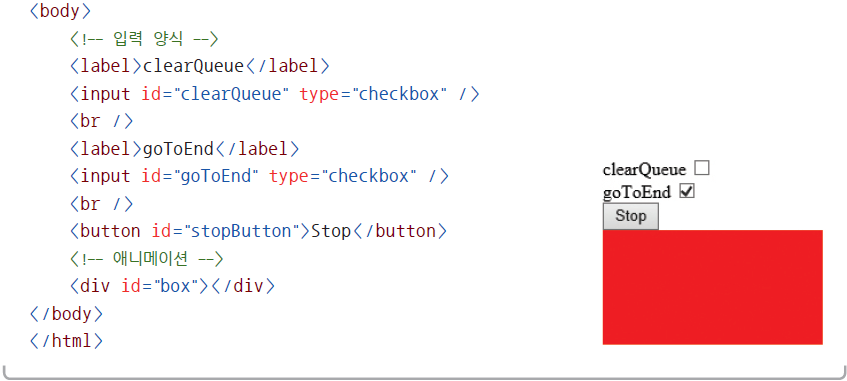 <body>
<!-- 입력 양식 -->
<label>clearQueue</label>
<input id="clearQueue" type="checkbox" />
<br />
<label>goToEnd</label>
<input id="goToEnd" type="checkbox" />
<br />
<button id="stopButton">Stop</button>
<!-- 애니메이션 -->
<div id="box"></div>
</body>
</html>
clearQueue
goToEnd
Stop